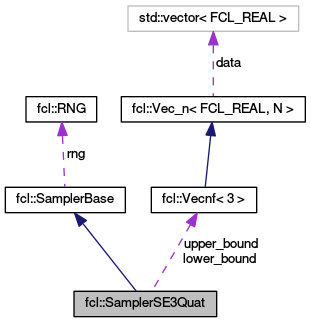 std::vector< FCL_REAL >
data
fcl::RNG
fcl::Vec_n< FCL_REAL, N >
rng
fcl::SamplerBase
fcl::Vecnf< 3 >
upper_bound
lower_bound
fcl::SamplerSE3Quat